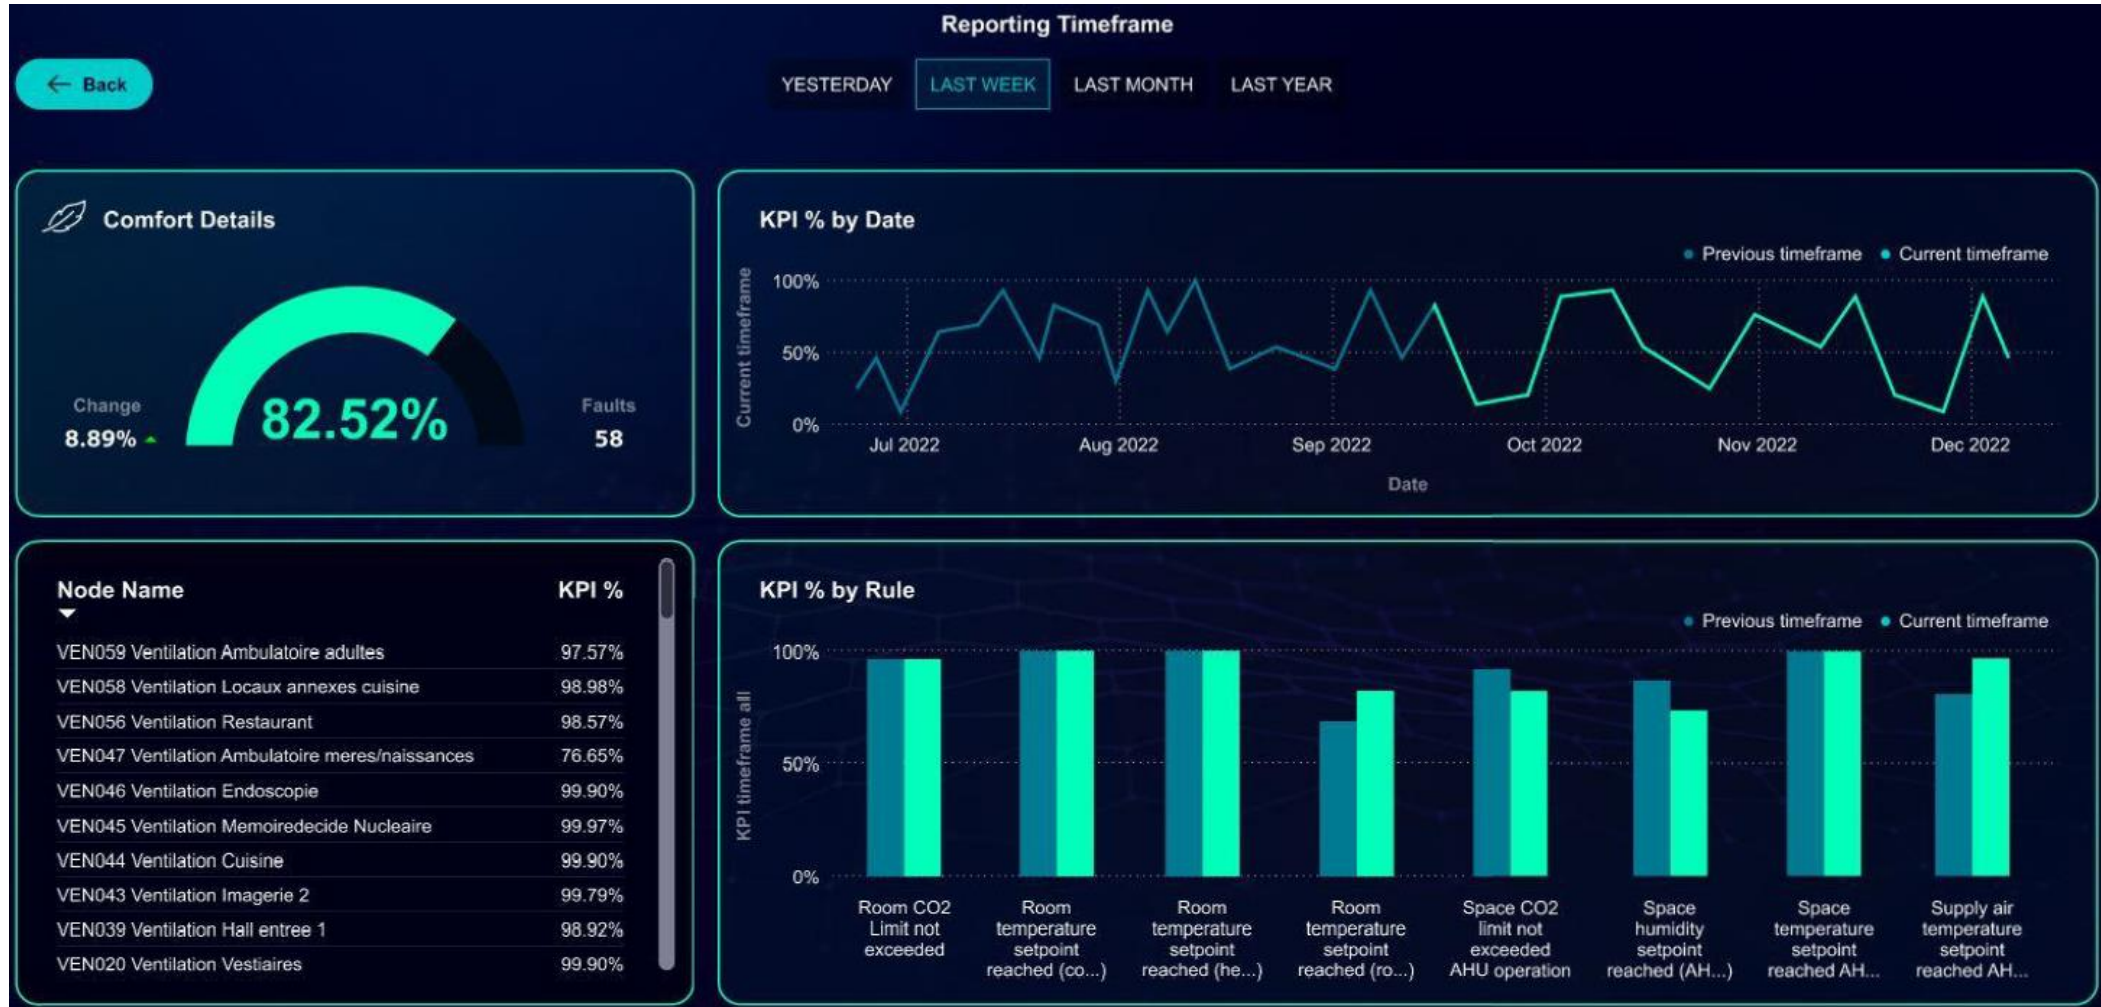 Reporting Timeframe
← Back
YESTERDAY LAST WEEK LAST MONTH LAST YEAR
Comfort Details
Change
8.89%
82.52%
Faults
58
KPI % by Date
Previous timeframe Current timeframe
Current timeframe
100%
50%
0%
Jul 2022 Aug 2022 Sep 2022 Oct 2022 Nov 2022 Dec 2022
Date
Node Name KPI %
VEN059 Ventilation Ambulatoire adultes 97.57%
VEN058 Ventilation Locaux annexes cuisine 98.98%
VEN056 Ventilation Restaurant 98.57%
VEN047 Ventilation Ambulatoire meres/naissances 76.65%
VEN046 Ventilation Endoscopie 99.90%
VEN045 Ventilation Memoiredecide Nucleaire 99.97%
VEN044 Ventilation Cuisine 99.90%
VEN043 Ventilation Imagerie 2 99.79%
VEN039 Ventilation Hall entree 1 98.92%
VEN020 Ventilation Vestiaires 99.90%
KPI % by Rule
Previous timeframe Current timeframe
KPI timeframe all
100%
50%
0%
Room CO2
Limit not
exceeded
Room
temperature
setpoint
reached (co...)
Room
temperature
setpoint
reached (he...)
Room
temperature
setpoint
reached (ro...)
Space CO2
limit not
exceeded
AHU operation
Space
humidity
setpoint
reached (AH...)
Space
temperature
setpoint
reached AH...
Supply air
temperature
setpoint
reached AH...